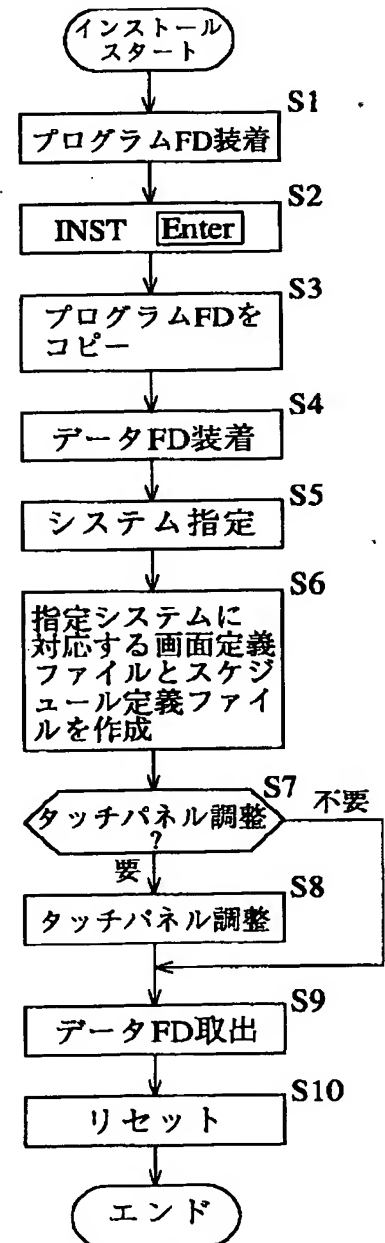 インストール
スタート
S1
プログラムFD装着
S2
INST Enter
S3
プログラムFDを
コピー
S4
データFD装着
S5
システム指定
S6
指定システムに
対応する画面定義
ファイルとスケジ
ュール定義ファイ
ルを作成
S7
タッチパネル調整
?
不要
要
S8
タッチパネル調整
S9
データFD取出
S10
リセット
エンド